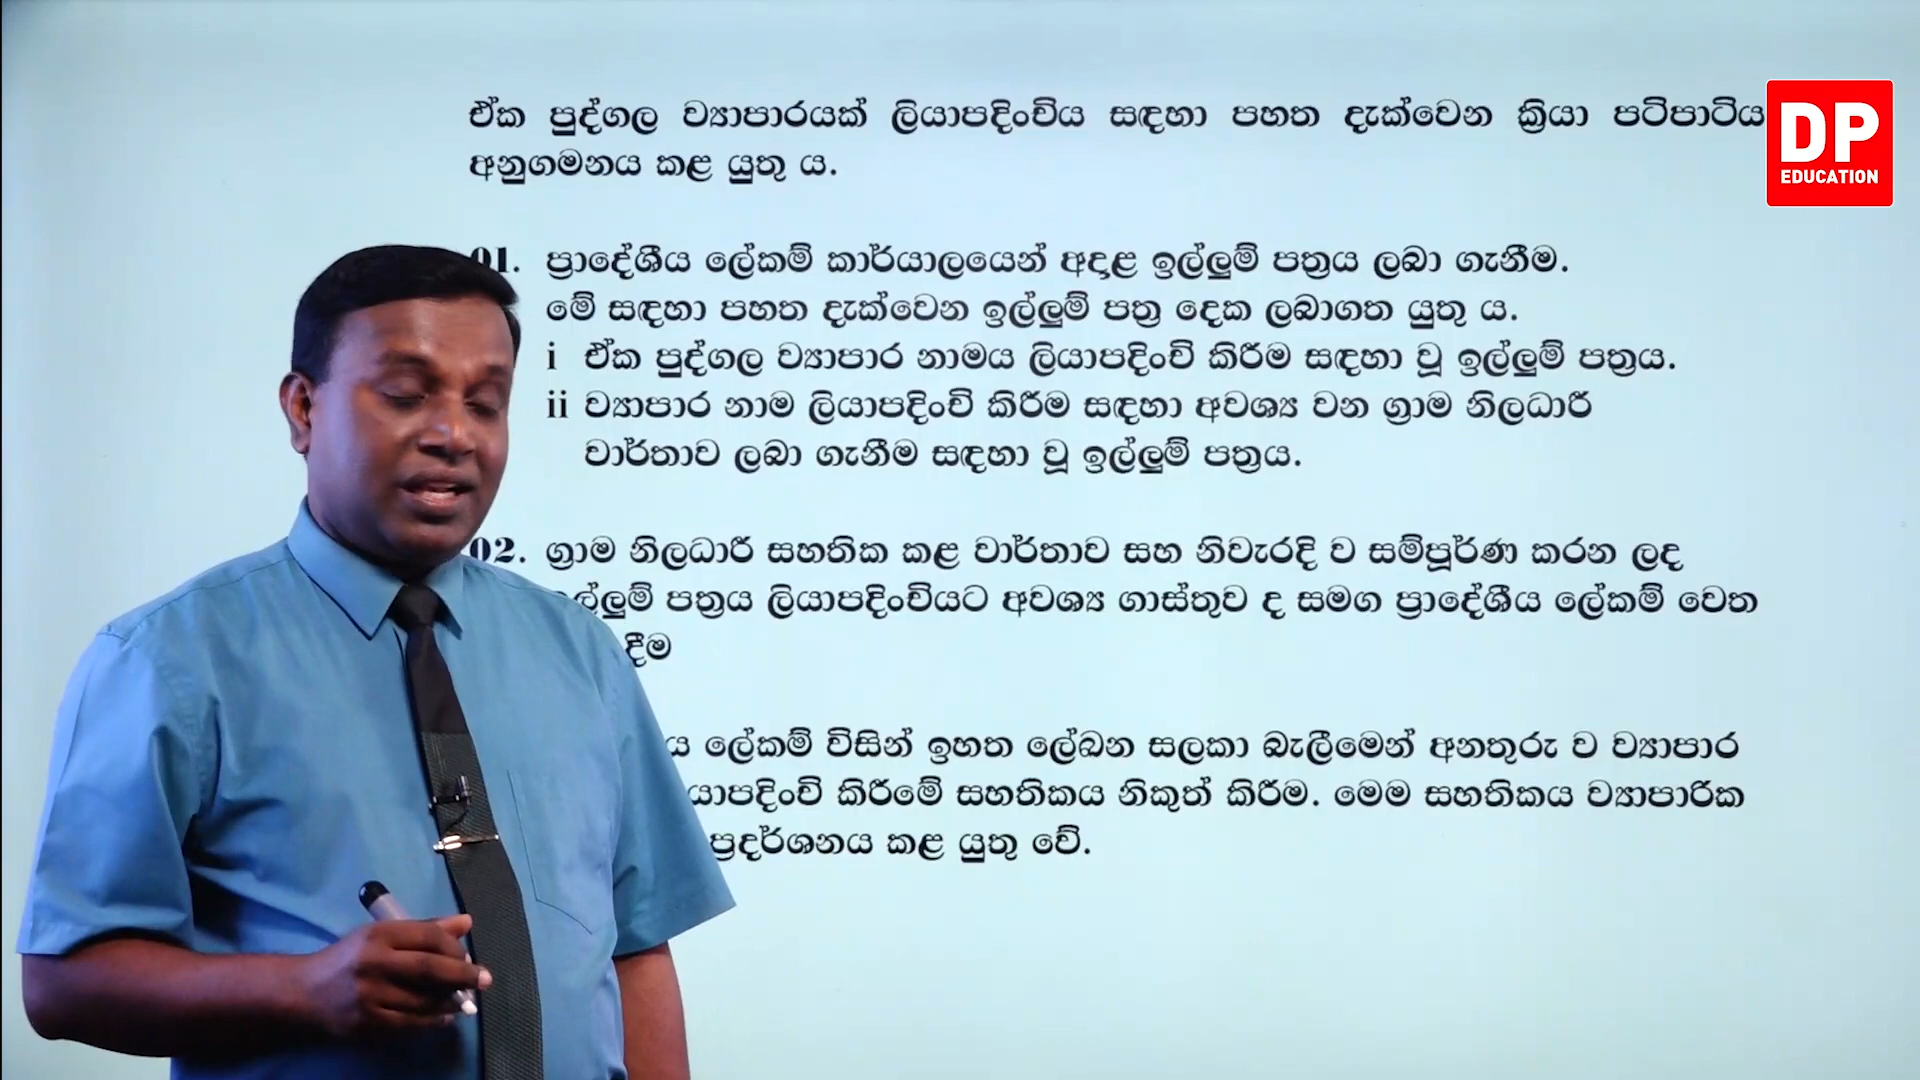 ඒක පුද්ගල ව්‍යාපාරයක් ලියාපදිංචිය සඳහා පහත දැක්වෙන ක්‍රියා පටිපාටිය
අනුගමනය කළ යුතු ය.
01. ප්‍රාදේශීය ලේකම් කාර්යාලයෙන් අදාළ ඉල්ලුම් පත්‍රය ලබා ගැනීම.
මේ සඳහා පහත දැක්වෙන ඉල්ලුම් පත්‍ර දෙක ලබාගත යුතු ය.
i ඒක පුද්ගල ව්‍යාපාර නාමය ලියාපදිංචි කිරීම සඳහා වූ ඉල්ලුම් පත්‍රය.
ii ව්‍යාපාර නාම ලියාපදිංචි කිරීම සඳහා අවශ්‍ය වන ග්‍රාම නිලධාරී
වාර්තාව ලබා ගැනීම සඳහා වූ ඉල්ලුම් පත්‍රය.
02. ග්‍රාම නිලධාරී සහතික කළ වාර්තාව සහ නිවැරදි ව සම්පූර්ණ කරන ලද
පත්‍රය ලියාපදිංචියට අවශ්‍ය ගාස්තුව ද සමග ප්‍රාදේශීය ලේකම් වෙත
ලේකම් විසින් ඉහත ලේඛන සලකා බැලීමෙන් අනතුරු ව ව්‍යාපාර
කිරීමේ සහතිකය නිකුත් කිරීම. මෙම සහතිකය ව්‍යාපාරික
ප්‍රදර්ශනය කළ යුතු වේ.
DP
EDUCATION